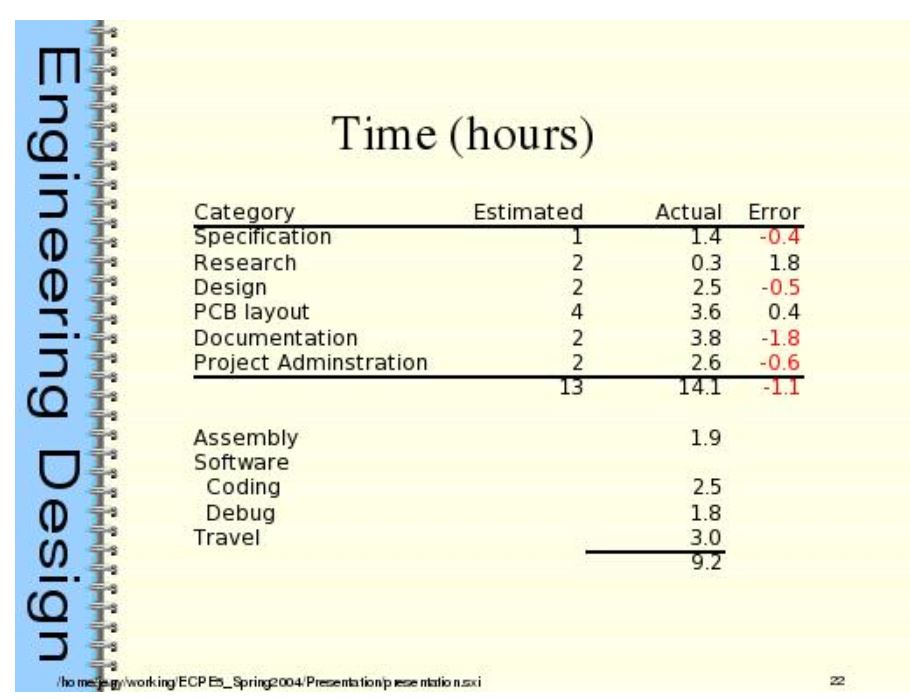 Engineering Design
Time (hours)
Category Estimated Actual Error
Specification 1 1.4 -0.4
Research 2 0.3 1.8
Design 2 2.5 -0.5
PCB layout 4 3.6 0.4
Documentation 2 3.8 -1.8
Project Adminstration 2 2.6 -0.6
13 14.1 -1.1
Assembly 1.9
Software
Coding 2.5
Debug 1.8
Travel 3.0
9.2
/working/ECPE5_Spring2004/Presentation/presentation.sxi 22